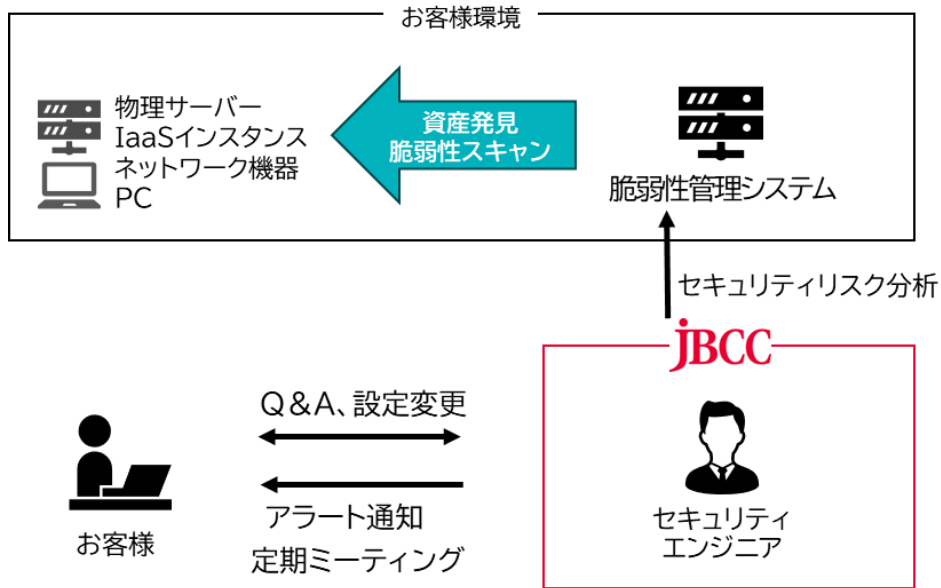 お客様環境
物理サーバー
IaaSインスタンス
ネットワーク機器
PC
資産発見
脆弱性スキャン
脆弱性管理システム
セキュリティリスク分析
JBCC
Q&A、設定変更
アラート通知
定期ミーティング
お客様
セキュリティ
エンジニア